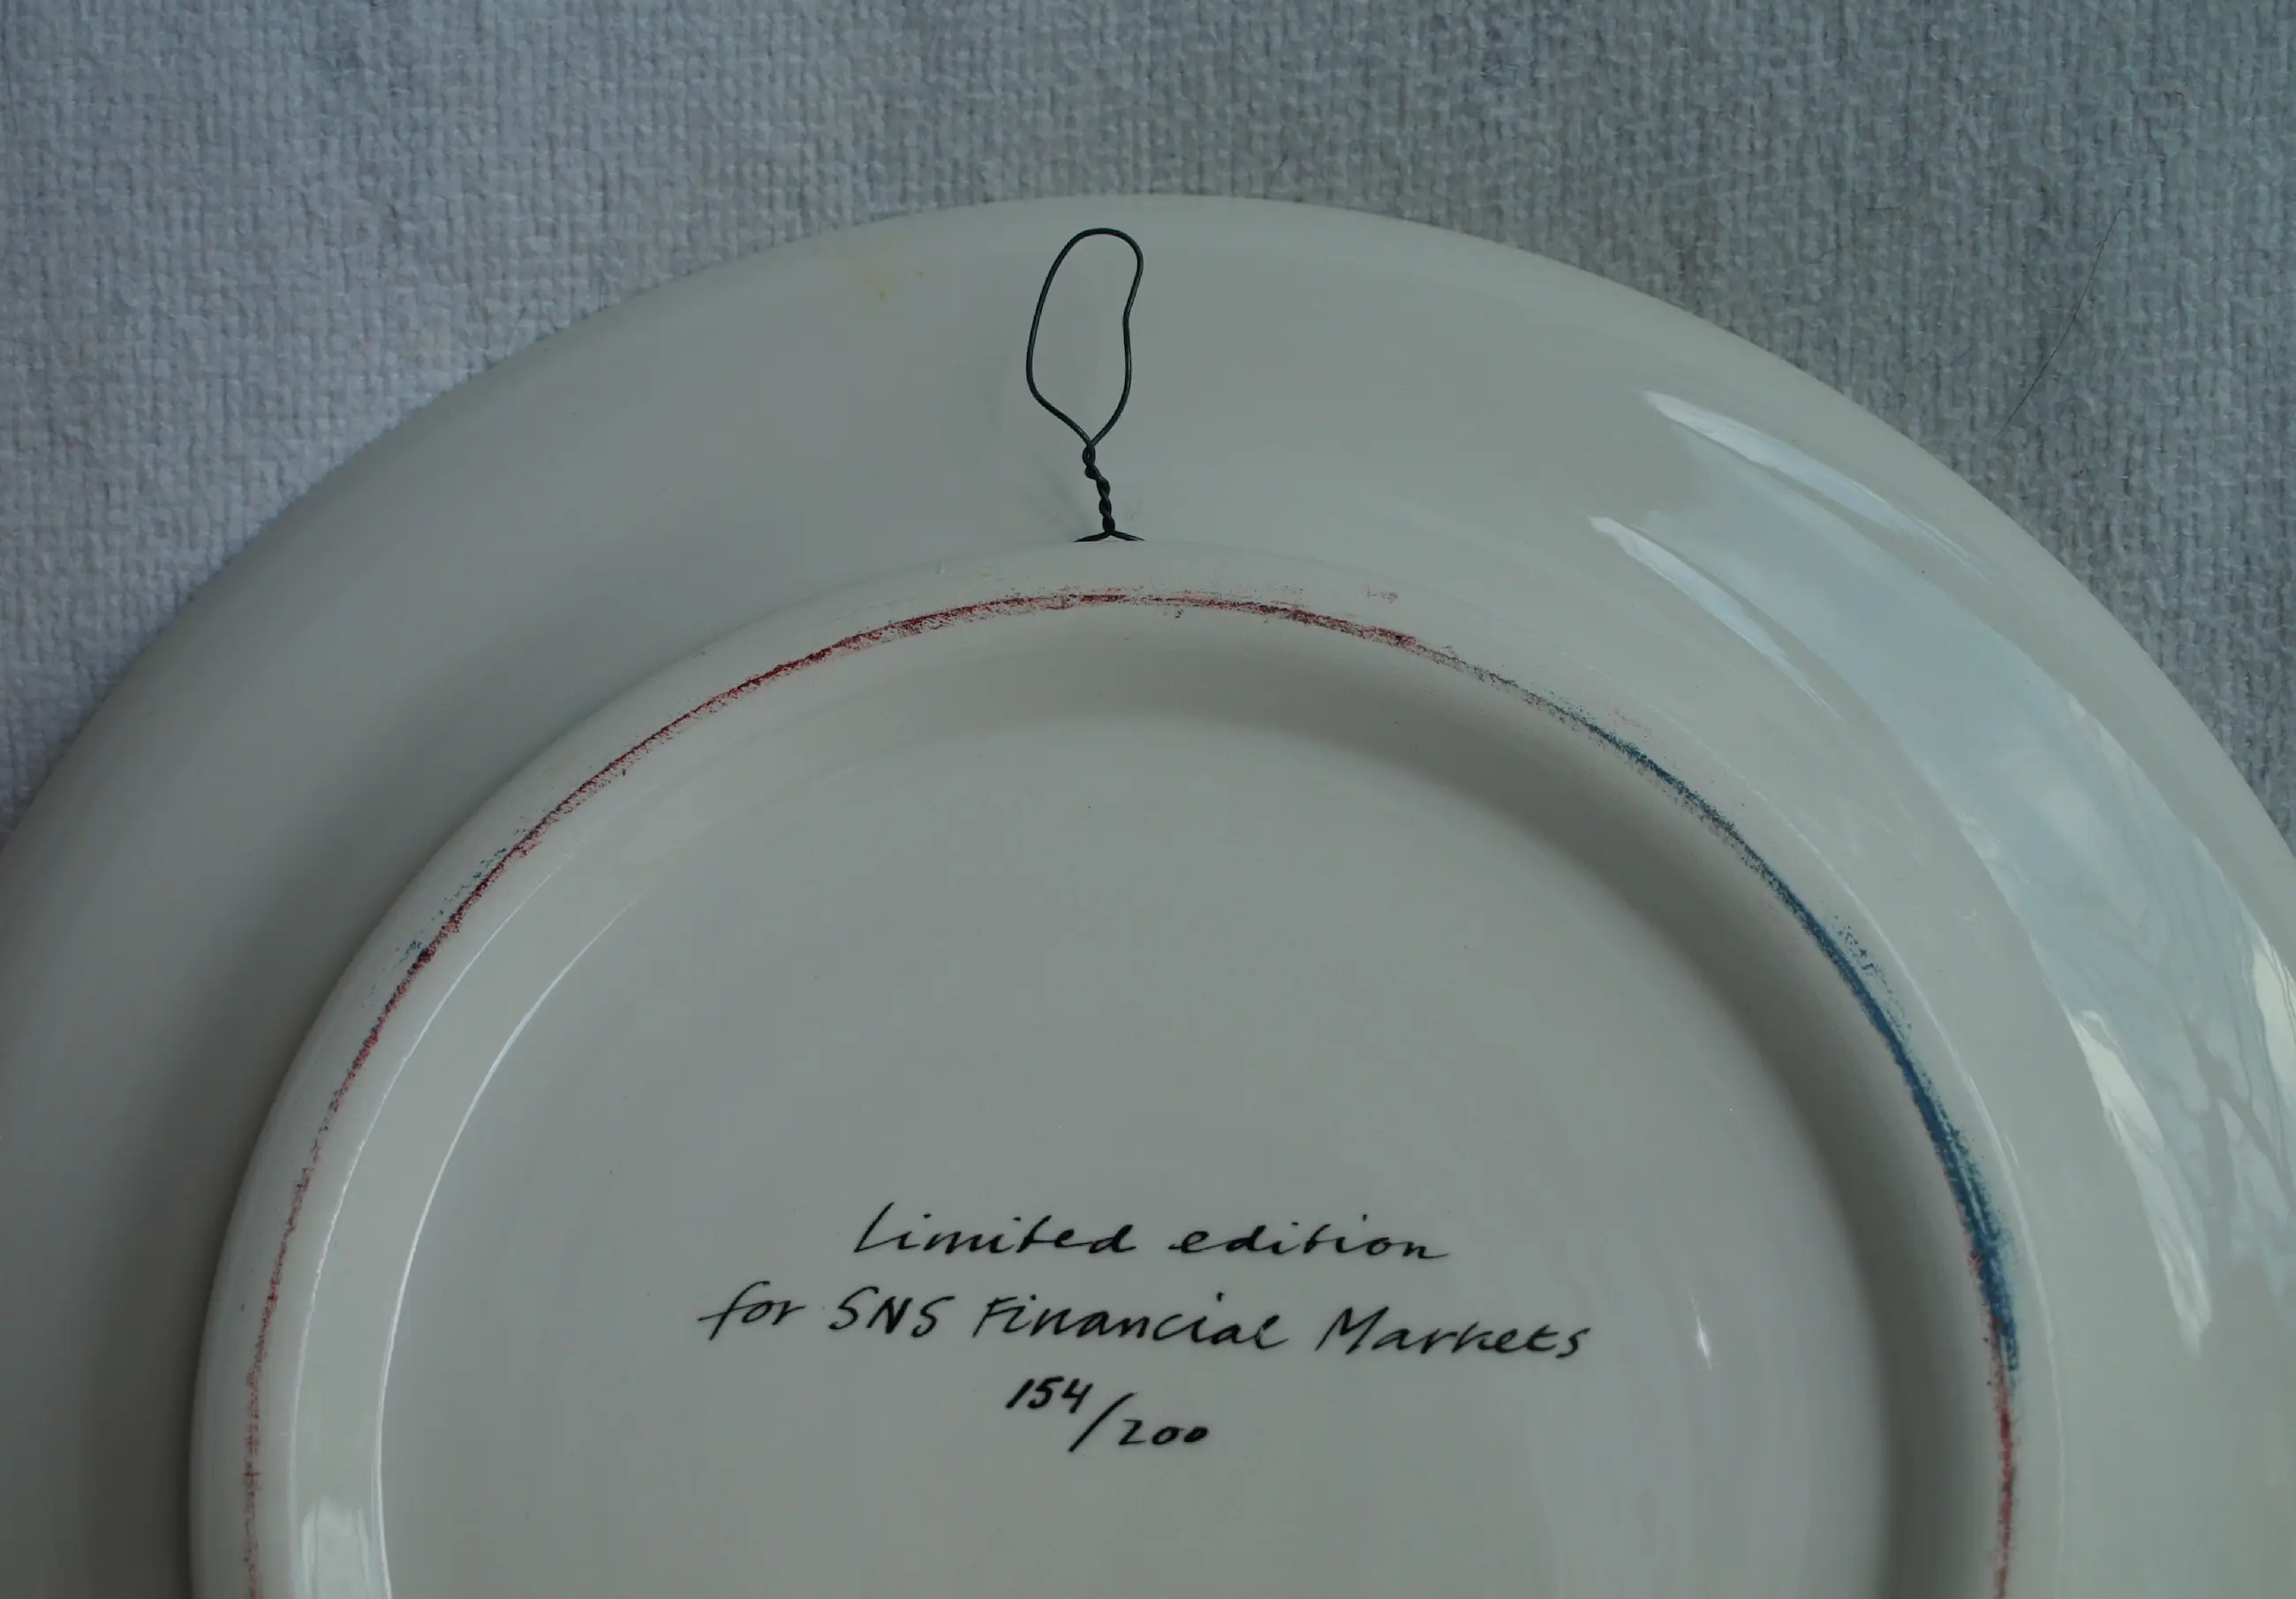 Limited edition
for SNS Financial Markets
154/200